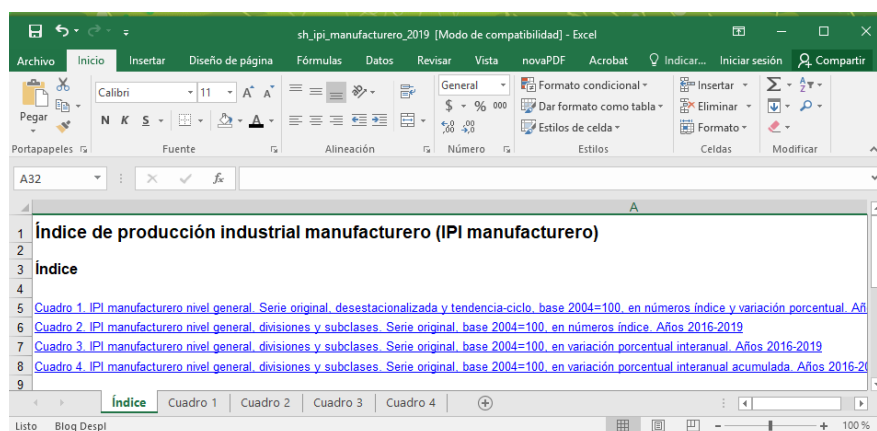 sh_ipi_manufacturero_2019 [Modo de compatibilidad] - Excel
Archivo Inicio Insertar Diseño de página Fórmulas Datos Revisar Vista novaPDF Acrobat Indicar... Iniciar sesión Compartir
Calibri 11 A A General Formato condicional Insertar Σ
Pegar $ % 000 Dar formato como tabla Eliminar
N K S A Estilos de celda Formato
Portapapeles Fuente Alineación Número Estilos Celdas Modificar
A32 fx
A
1 Índice de producción industrial manufacturero (IPI manufacturero)
2
3 Índice
4
5 Cuadro 1. IPI manufacturero nivel general. Serie original, desestacionalizada y tendencia-ciclo, base 2004=100, en números índice y variación porcentual. Añ
6 Cuadro 2. IPI manufacturero nivel general, divisiones y subclases. Serie original, base 2004=100, en números índice. Años 2016-2019
7 Cuadro 3. IPI manufacturero nivel general, divisiones y subclases. Serie original, base 2004=100, en variación porcentual interanual. Años 2016-2019
8 Cuadro 4. IPI manufacturero nivel general, divisiones y subclases. Serie original, base 2004=100, en variación porcentual interanual acumulada. Años 2016-20
9
Índice Cuadro 1 Cuadro 2 Cuadro 3 Cuadro 4
Listo Bloq Despl 100 %